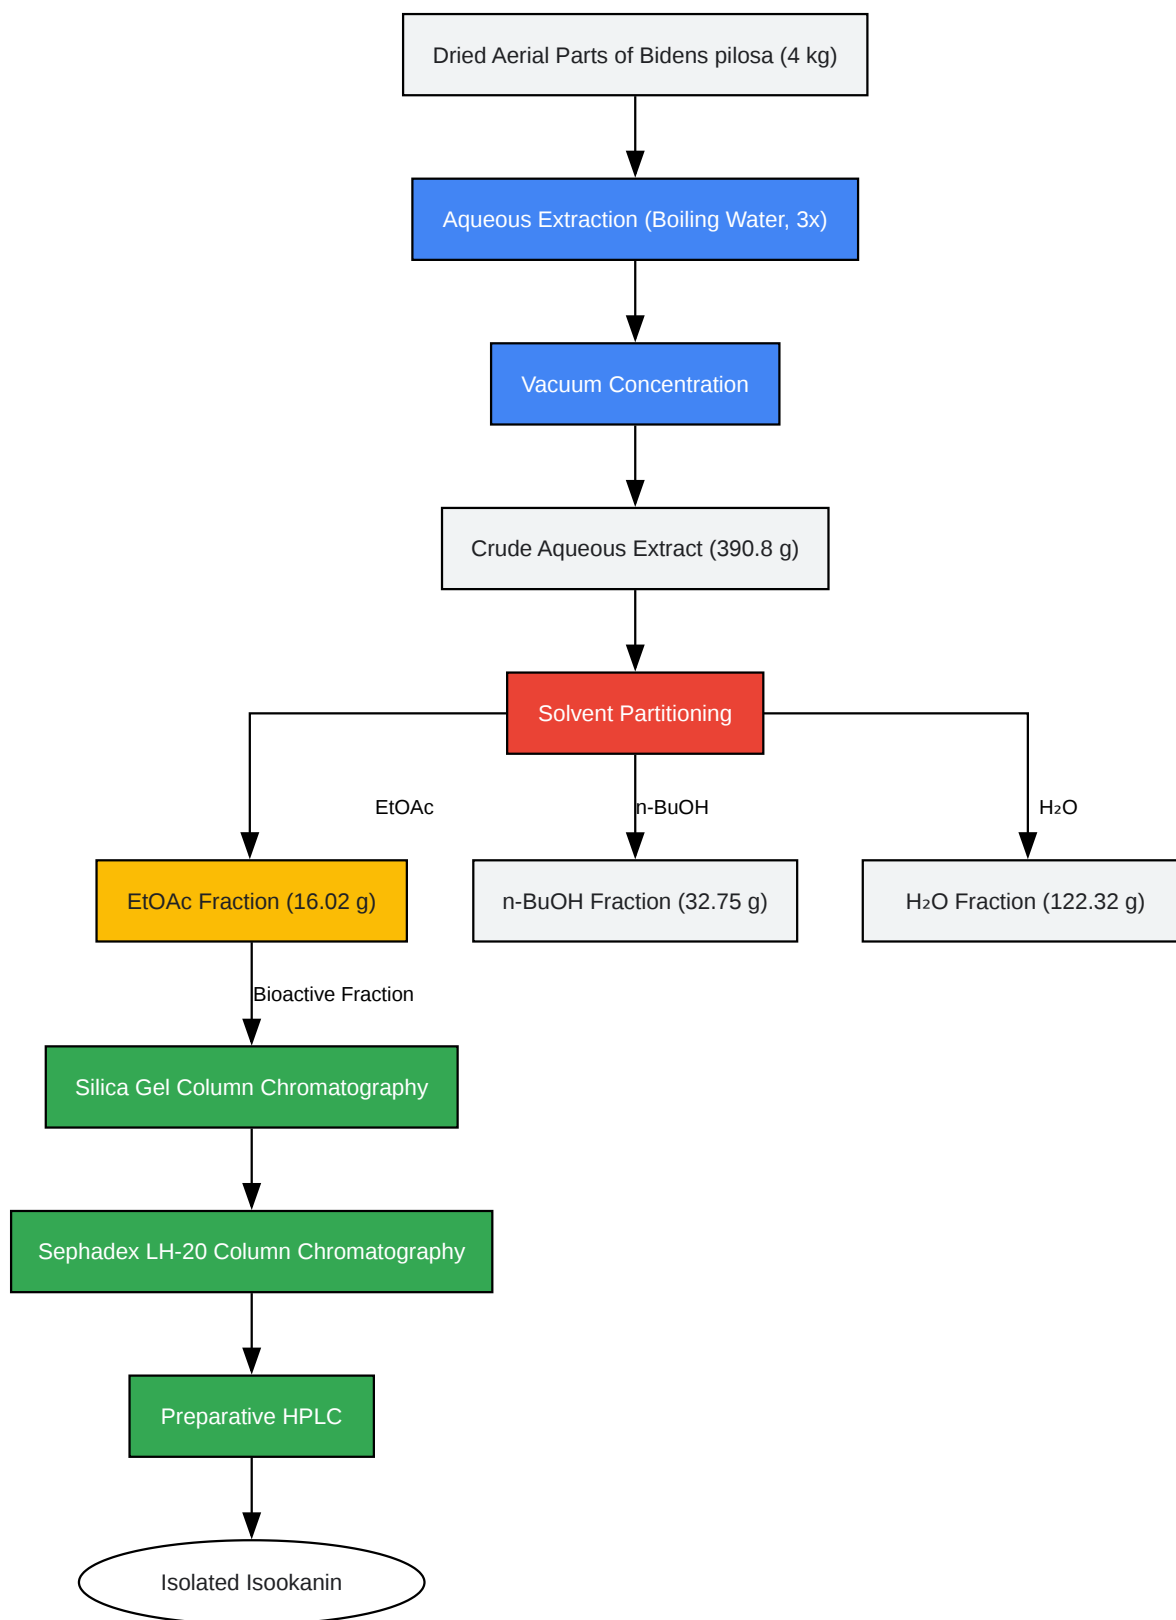 Dried Aerial Parts of Bidens pilosa (4 kg)
Aqueous Extraction (Boiling Water, 3x)
Vacuum Concentration
Crude Aqueous Extract (390.8 g)
Solvent Partitioning
EtOAc
n-BuOH
H₂O
EtOAc Fraction (16.02 g)
n-BuOH Fraction (32.75 g)
H₂O Fraction (122.32 g)
Bioactive Fraction
Silica Gel Column Chromatography
Sephadex LH-20 Column Chromatography
Preparative HPLC
Isolated Isookanin